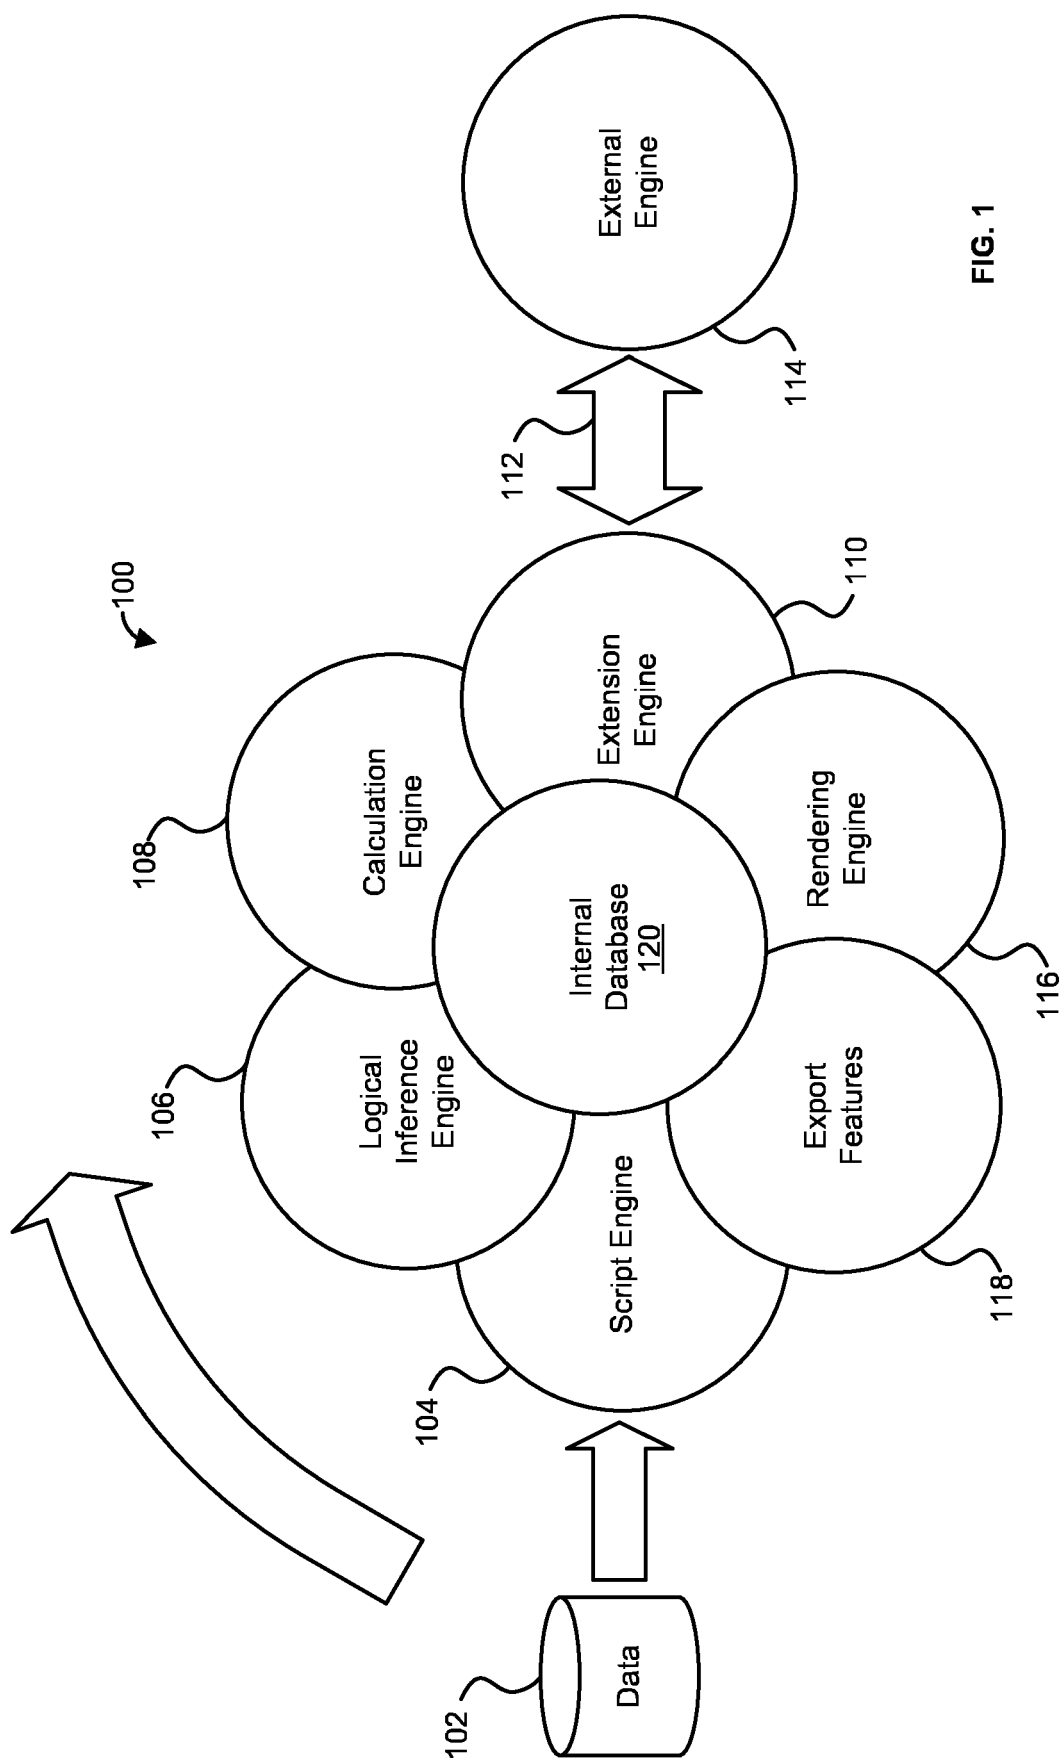 100
108
106
Calculation
Engine
Logical
Inference
Engine
112
104
102
Data
Script Engine
Internal
Database
120
Extension
Engine
External
Engine
110
114
Export
Features
Rendering
Engine
118
116
FIG. 1